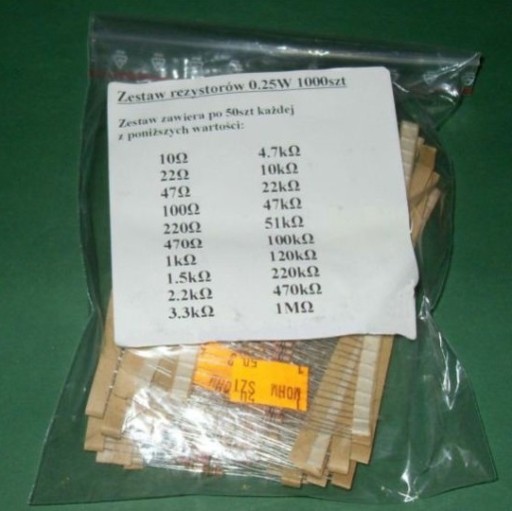 Zestaw rezystorów 0.25W 1000szt
Zestaw zawiera po 50szt każdej
z poniższych wartości:
10Ω
22Ω
47Ω
100Ω
220Ω
470Ω
1kΩ
1.5kΩ
2.2kΩ
3.3kΩ
4.7kΩ
10kΩ
22kΩ
47kΩ
51kΩ
100kΩ
120kΩ
220kΩ
470kΩ
1MΩ